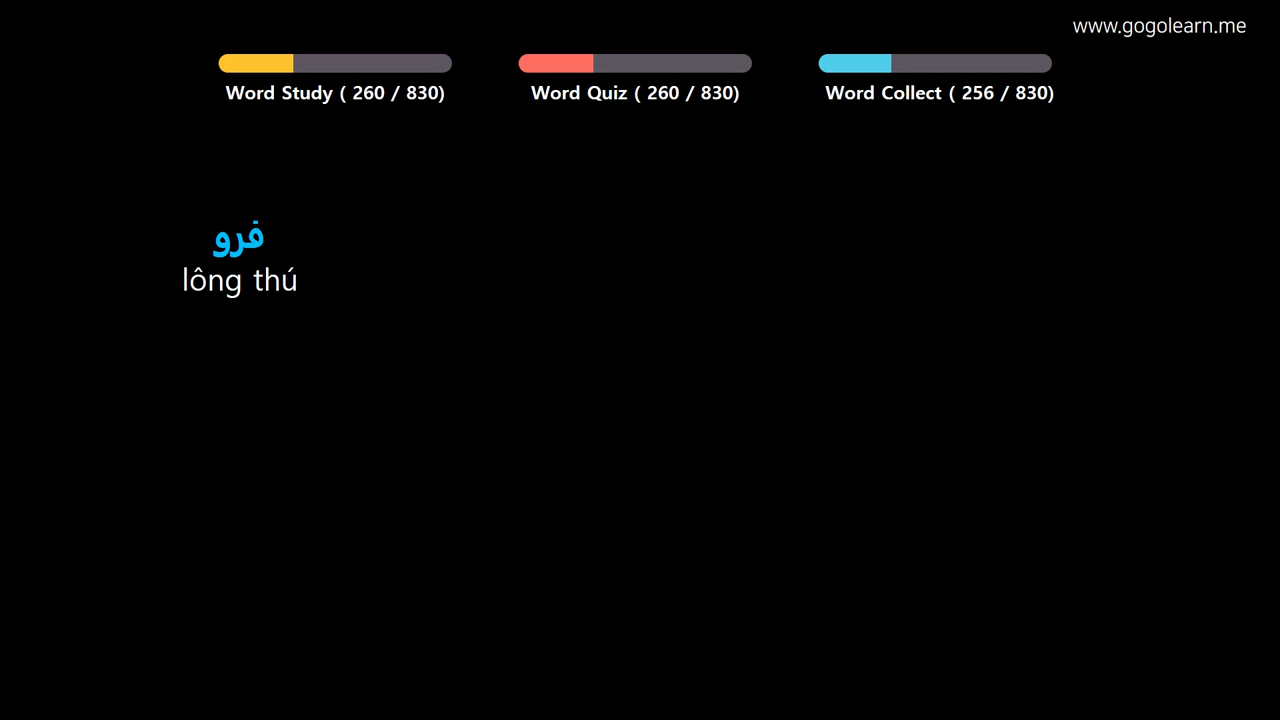 www.gogolearn.me
Word Study ( 260 / 830)
Word Quiz ( 260 / 830)
Word Collect ( 256 / 830)
فرو
lông thú